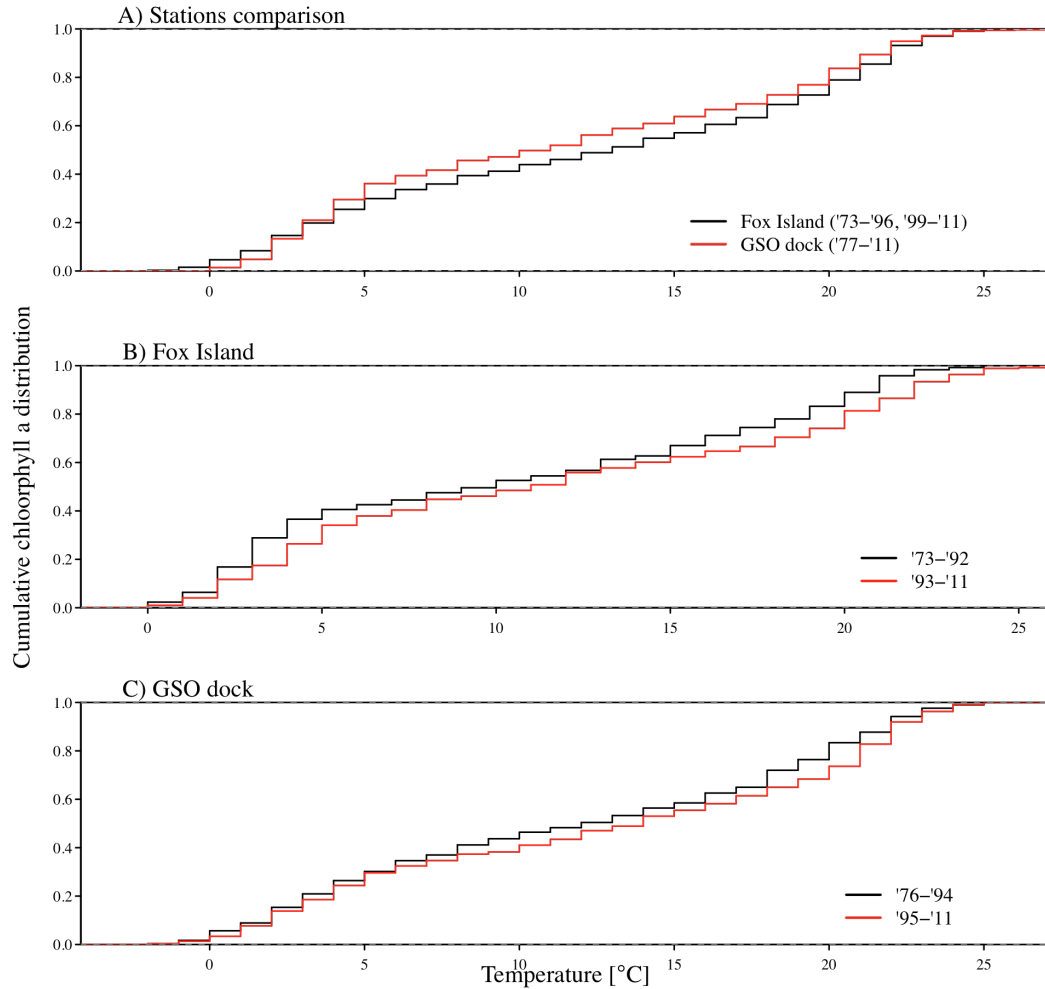 A) Stations comparison
1.0
0.8
0.6
0.4
0.2
0.0
Fox Island ('73–'96, '99–'11)
GSO dock ('77–'11)
0 5 10 15 20 25
B) Fox Island
1.0
0.8
0.6
0.4
0.2
0.0
'73–'92
'93–'11
0 5 10 15 20 25
Cumulative chloorphyll a distribution
C) GSO dock
1.0
0.8
0.6
0.4
0.2
0.0
'76–'94
'95–'11
0 5 10 15 20 25
Temperature [°C]